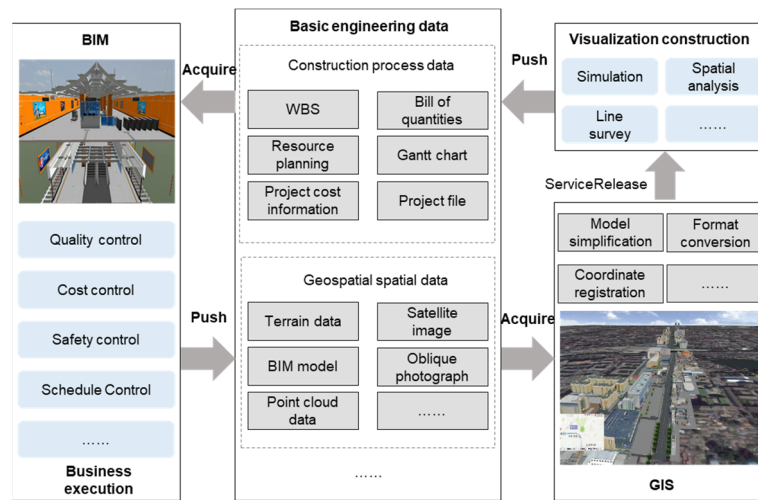 BIM
Quality control
Cost control
Safety control
Schedule Control
……
Business
execution
Acquire
Push
Basic engineering data
Construction process data
WBS
Bill of
quantities
Resource
planning
Gantt chart
Project cost
information
Project file
Geospatial spatial data
Terrain data
Satellite
image
BIM model
Oblique
photograph
Point cloud
data
……
……
Push
Acquire
Visualization construction
Simulation
Spatial
analysis
Line
survey
……
ServiceRelease
Model
simplification
Format
conversion
Coordinate
registration
……
GIS